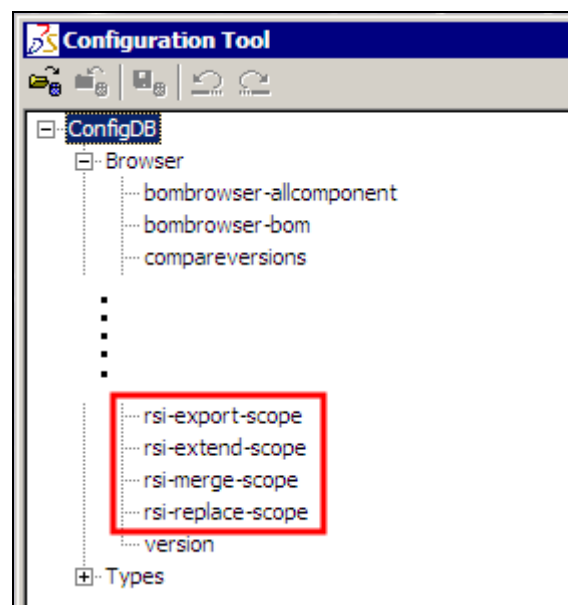 Configuration Tool
ConfigDB
Browser
bombrowser-allcomponent
bombrowser-bom
compareversions
rsi-export-scope
rsi-extend-scope
rsi-merge-scope
rsi-replace-scope
version
Types